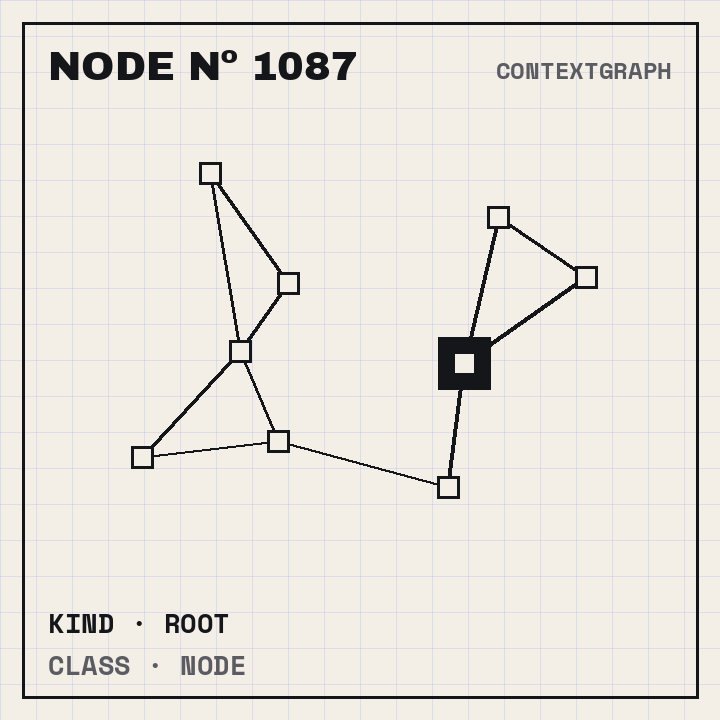 NODE Nº 1087
CONTEXTGRAPH
KIND · ROOT
CLASS · NODE